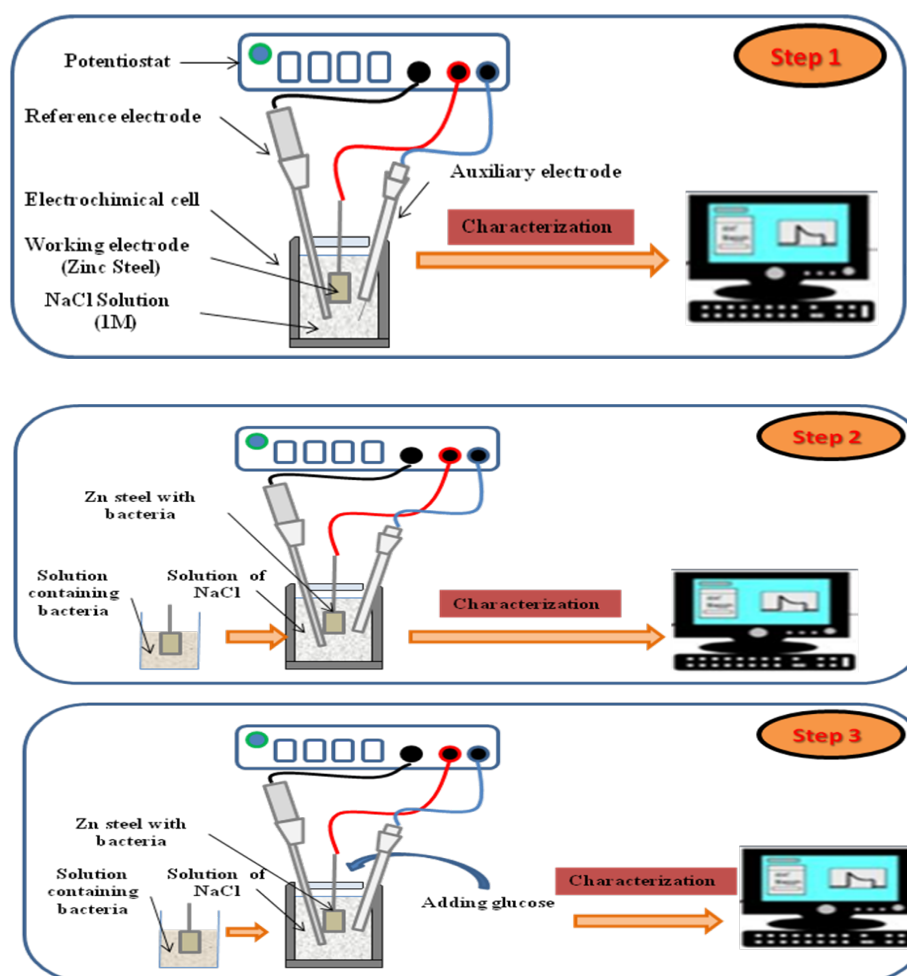 Step 1
Potentiostat
Reference electrode
Auxiliary electrode
Electrochimical cell
Characterization
Working electrode
(Zinc Steel)
NaCl Solution
(1M)
Step 2
Zn steel with
bacteria
Solution
containing
bacteria
Solution of
NaCl
Characterization
Step 3
Zn steel with
bacteria
Solution
containing
bacteria
Solution of
NaCl
Adding glucose
Characterization